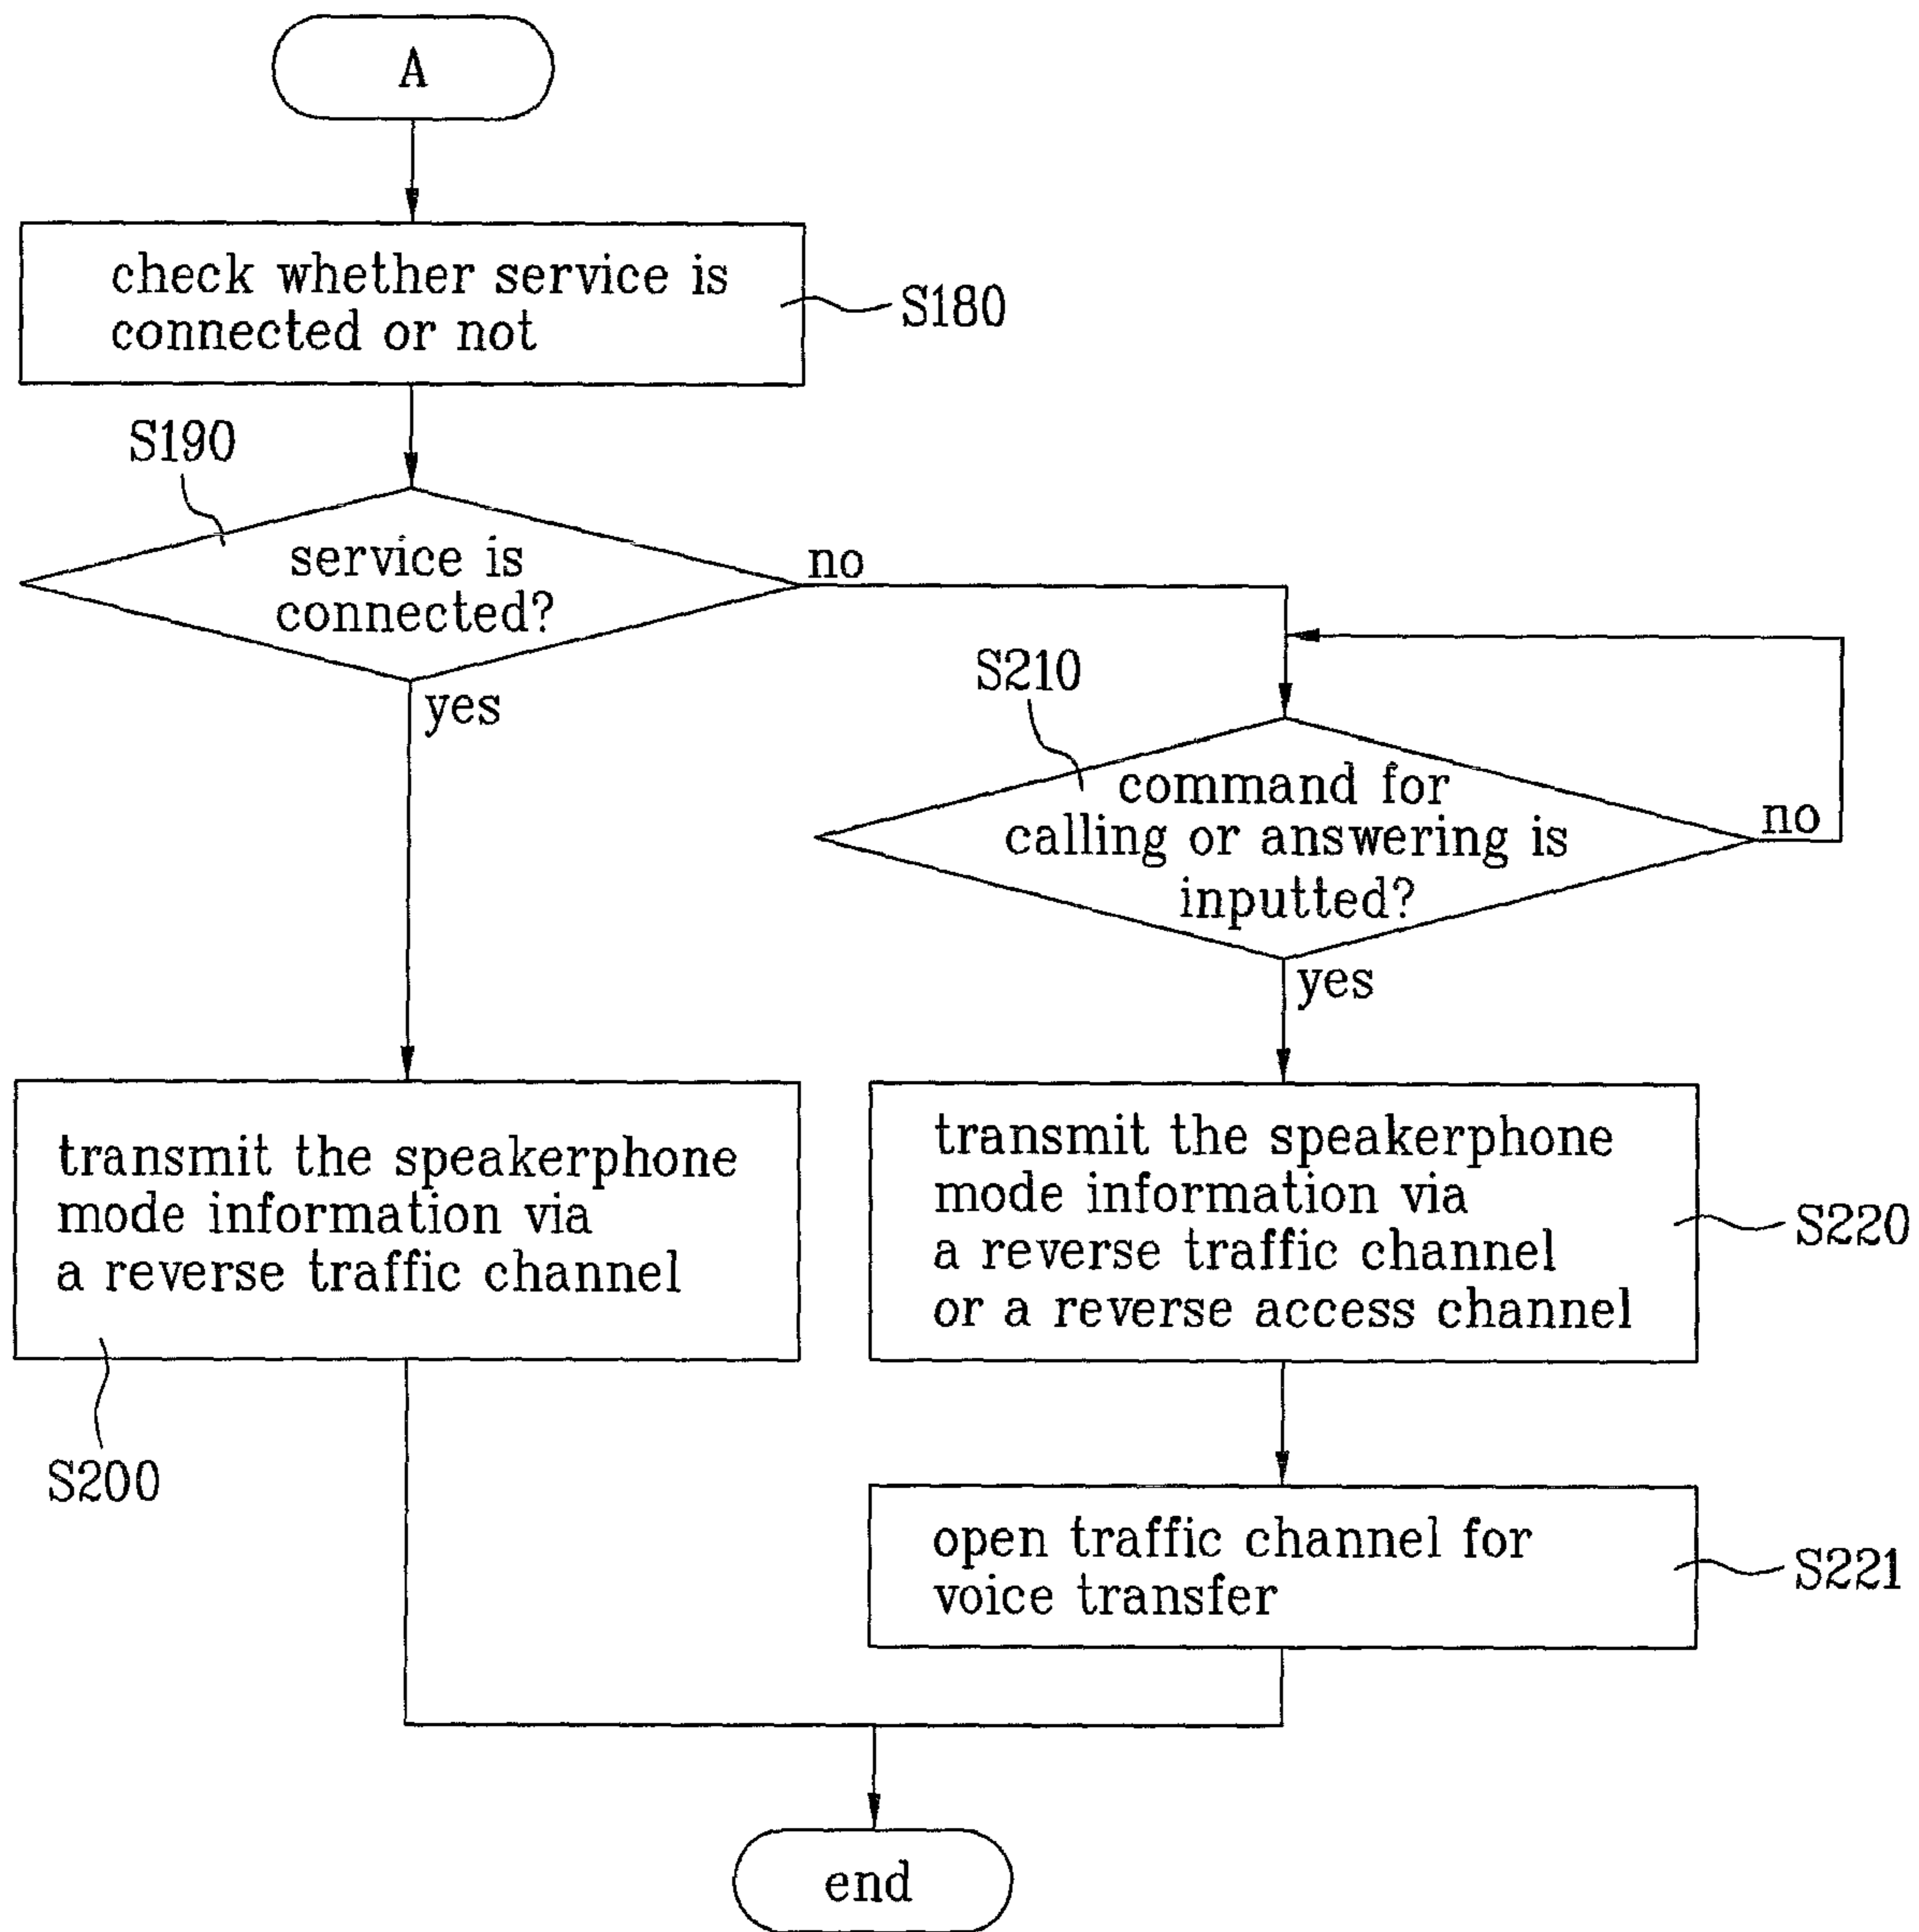 A
check whether service is
connected or not
S180
S190
service is
connected?
no
yes
S210
command for
calling or answering is
inputted?
no
yes
transmit the speakerphone
mode information via
a reverse traffic channel
S200
transmit the speakerphone
mode information via
a reverse traffic channel
or a reverse access channel
S220
open traffic channel for
voice transfer
S221
end